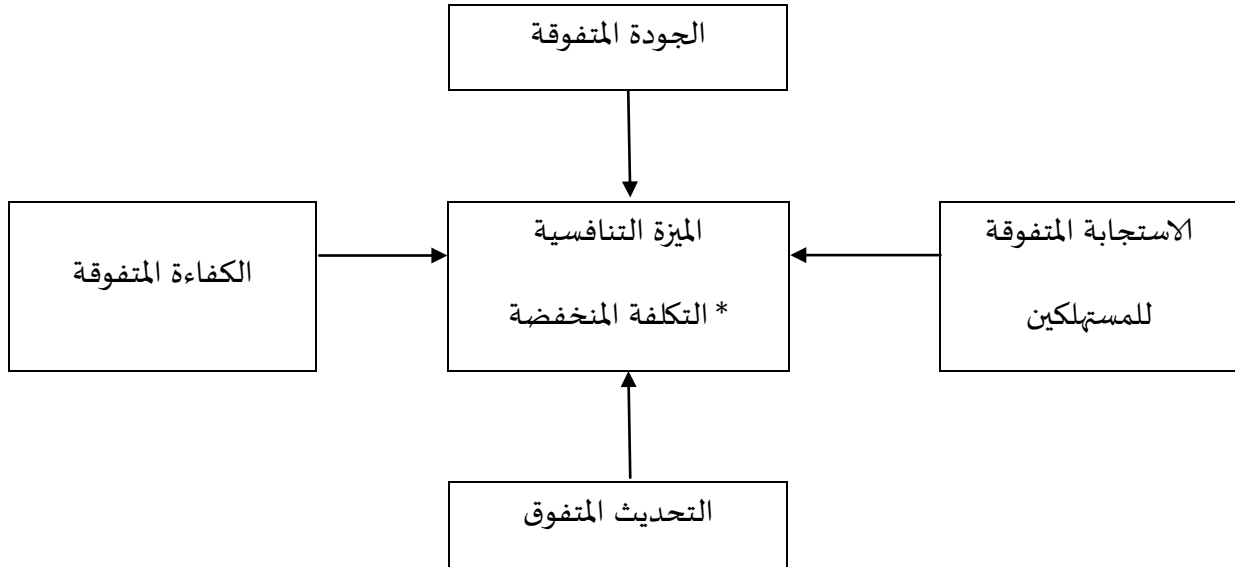 الجودة المتفوقة
الاستجابة المتفوقة
للمستهلكين
الميزة التنافسية
* التكلفة المنخفضة
الكفاءة المتفوقة
التحديث المتفوق